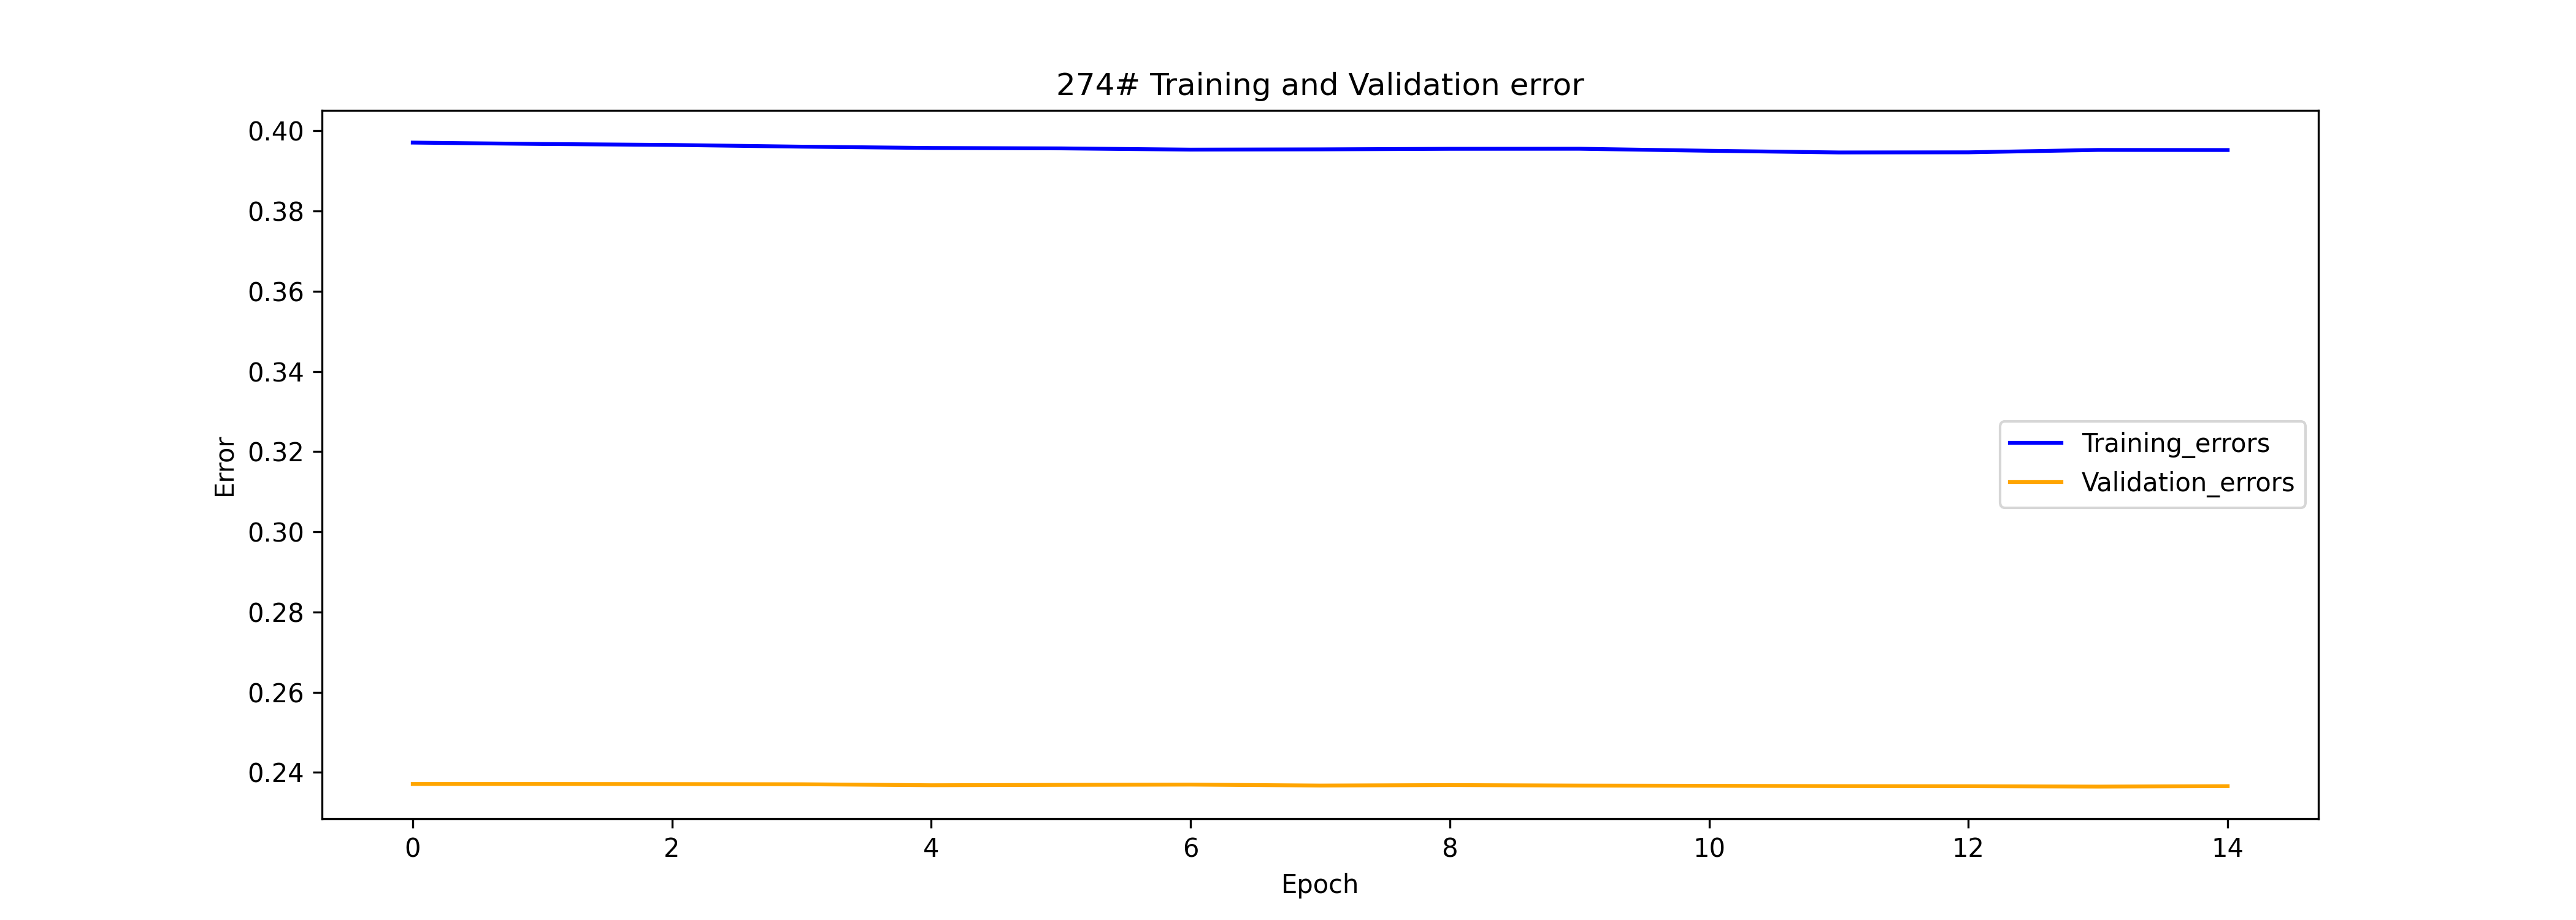 274# Training and Validation error
0.40
0.38
0.36
0.34
0.32
0.30
0.28
0.26
0.24
Error
Training_errors
Validation_errors
0 2 4 6 8 10 12 14
Epoch